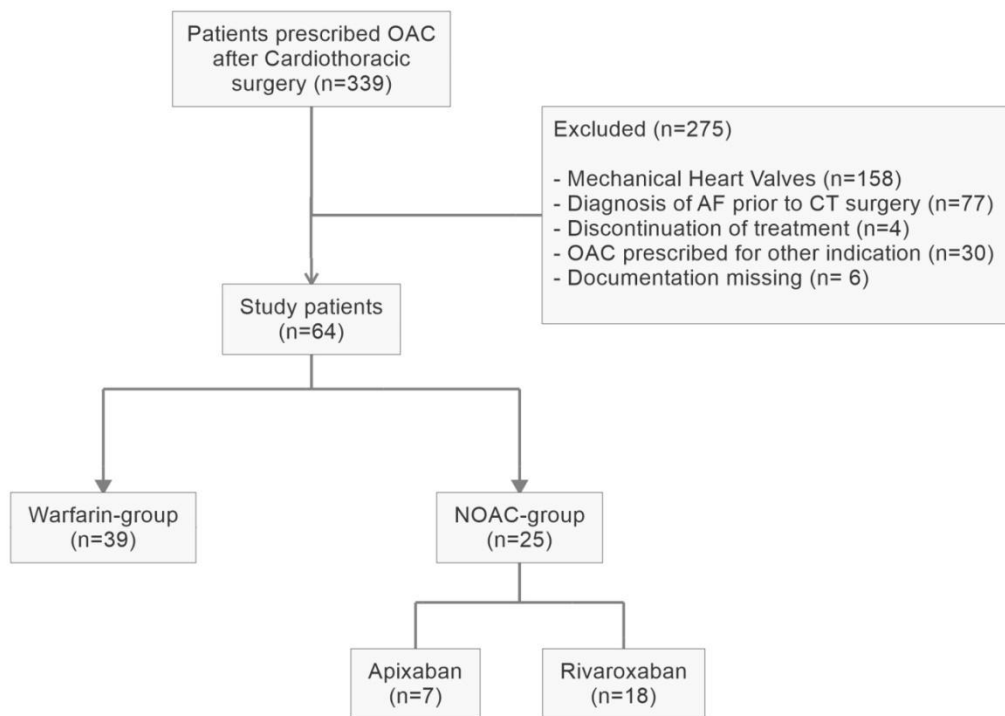 Patients prescribed OAC
after Cardiothoracic
surgery (n=339)
Excluded (n=275)
- Mechanical Heart Valves (n=158)
- Diagnosis of AF prior to CT surgery (n=77)
- Discontinuation of treatment (n=4)
- OAC prescribed for other indication (n=30)
- Documentation missing (n= 6)
Study patients
(n=64)
Warfarin-group
(n=39)
NOAC-group
(n=25)
Apixaban
(n=7)
Rivaroxaban
(n=18)